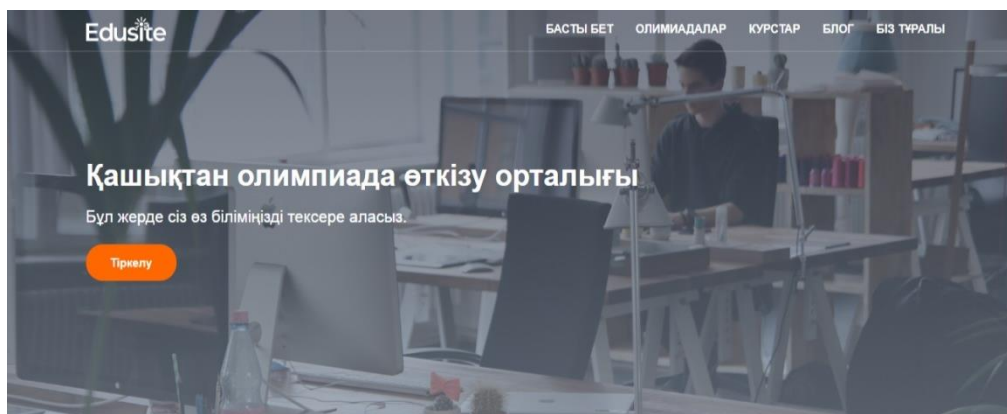 Edusite
БАСТЫ БЕТ ОЛИМИАДАЛАР КУРСТАР БЛОГ БІЗ ТҰРАЛЫ
Қашықтан олимпиада өткізу орталығы
Бұл жерде сіз өз біліміңізді тексере аласыз.
Тіркелу